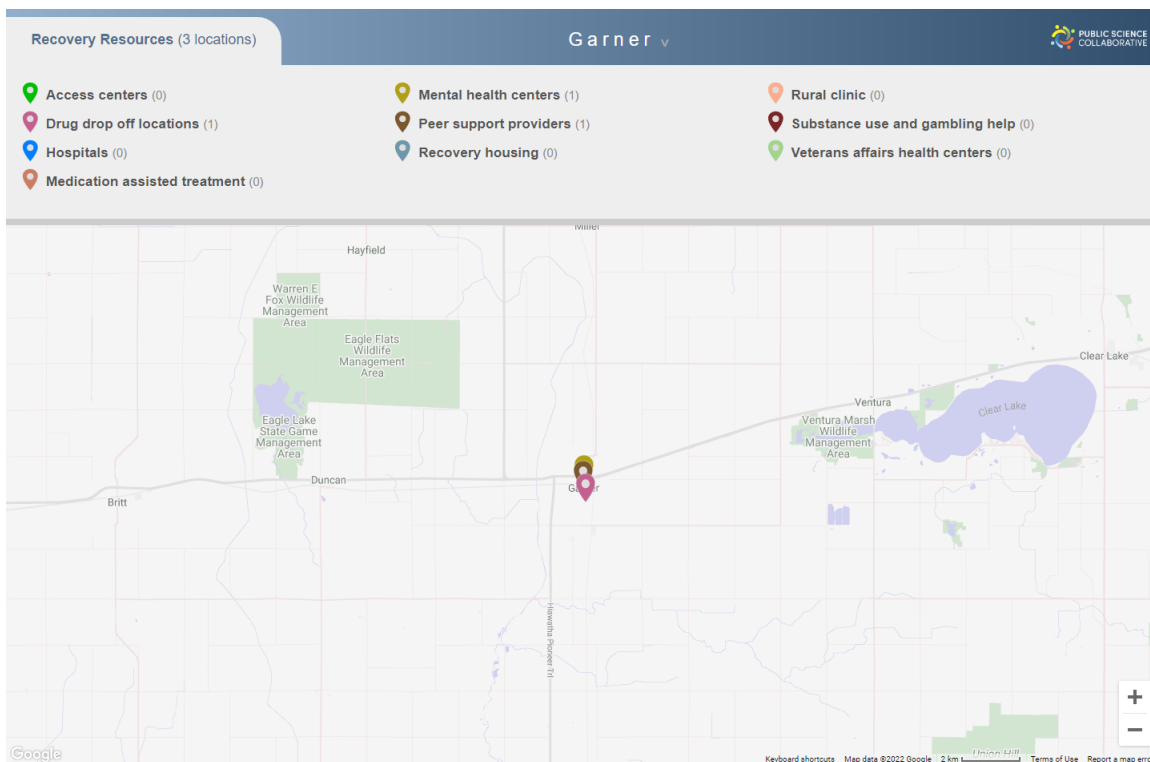 Recovery Resources (3 locations)
Garner v
PUBLIC SCIENCE
COLLABORATIVE
Access centers (0)
Mental health centers (1)
Rural clinic (0)
Drug drop off locations (1)
Peer support providers (1)
Substance use and gambling help (0)
Hospitals (0)
Recovery housing (0)
Veterans affairs health centers (0)
Medication assisted treatment (0)
Miller
Hayfield
Warren E
Fox Wildlife
Management
Area
Eagle Flats
Wildlife
Management
Area
Clear Lake
Ventura
Clear Lake
Eagle Lake
State Game
Management
Area
Ventura Marsh
Wildlife
Management
Area
Duncan
Garner
Britt
Hiawatha Pioneer Trl
+
−
Union Hill
Google
Keyboard shortcuts Map data ©2022 Google 2 km Terms of Use Report a map erro